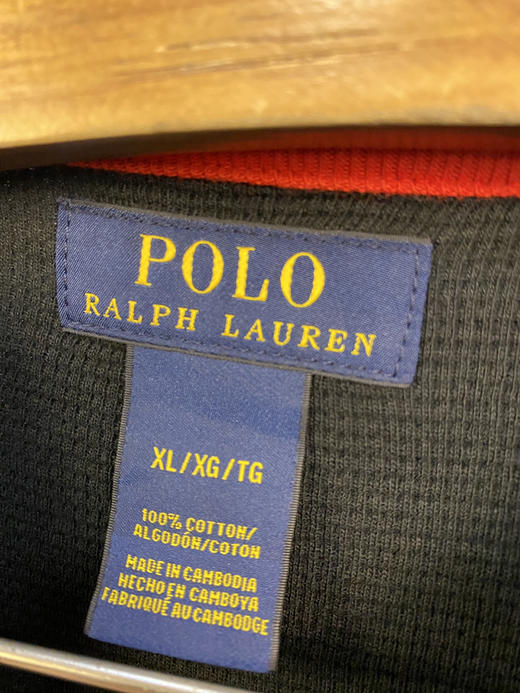 POLO
RALPH LAUREN
XL/XG/TG
100% COTTON/
ALGODÓN/COTON
MADE IN CAMBODIA
HECHO EN CAMBOYA
FABRIQUÉ AU CAMBODGE